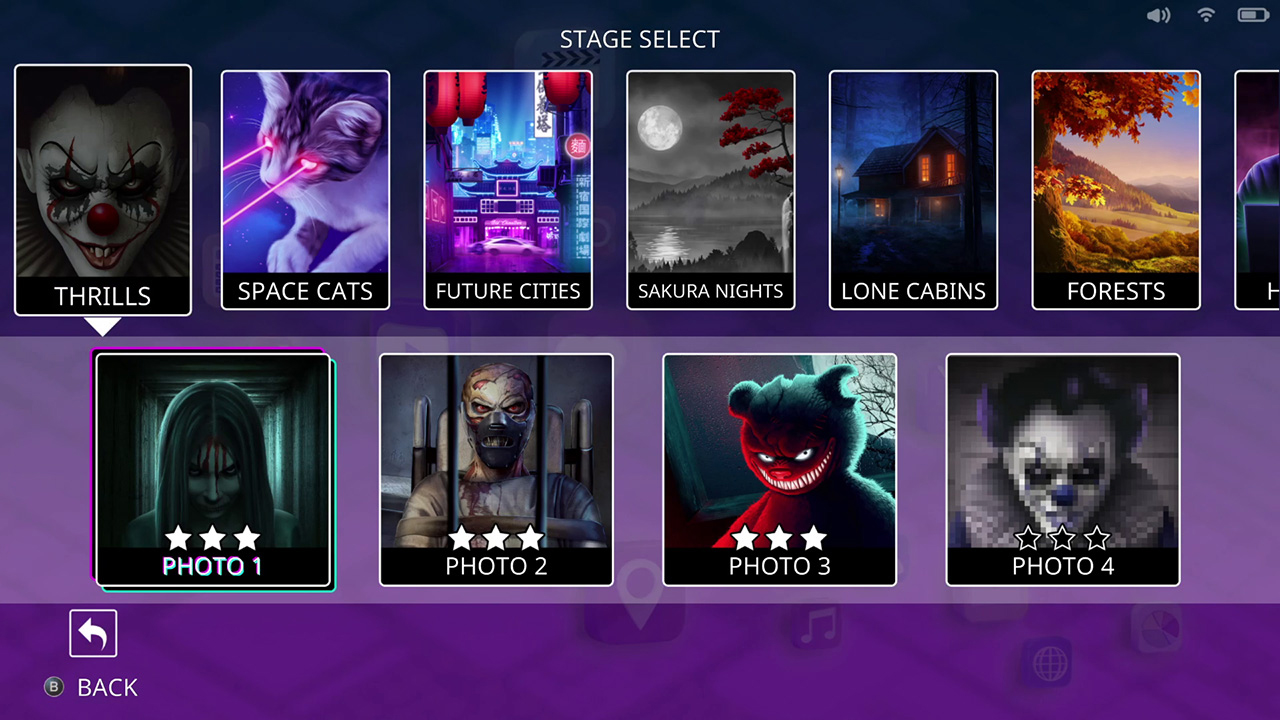 STAGE SELECT
THRILLS
SPACE CATS
FUTURE CITIES
SAKURA NIGHTS
LONE CABINS
FORESTS
H
PHOTO 1
PHOTO 2
PHOTO 3
PHOTO 4
B BACK